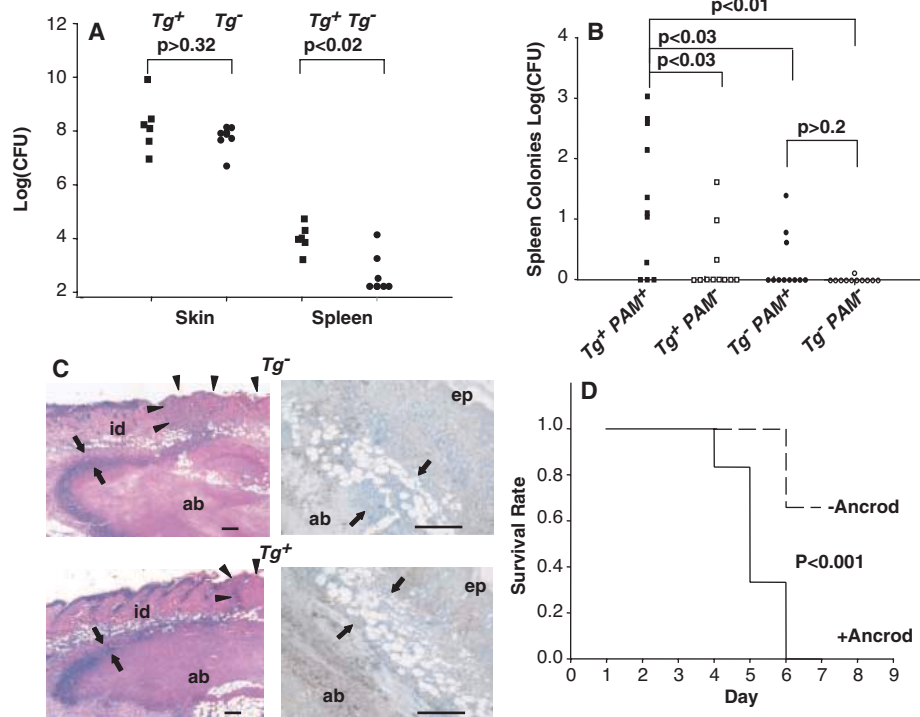 A
Tg+ Tg-
Tg+ Tg-
p>0.32
p<0.02
Log(CFU)
12
10
8
6
4
2
Skin
Spleen
B
p<0.01
p<0.03
p<0.03
p>0.2
Spleen Colonies Log(CFU)
4
3
2
1
0
Tg+ PAM+
Tg+ PAM-
Tg- PAM+
Tg- PAM-
C
Tg-
id
ab
ep
ab
Tg+
id
ab
ep
ab
D
Survival Rate
1.0
0.8
0.6
0.4
0.2
0.0
-Ancrod
P<0.001
+Ancrod
0 1 2 3 4 5 6 7 8 9
Day